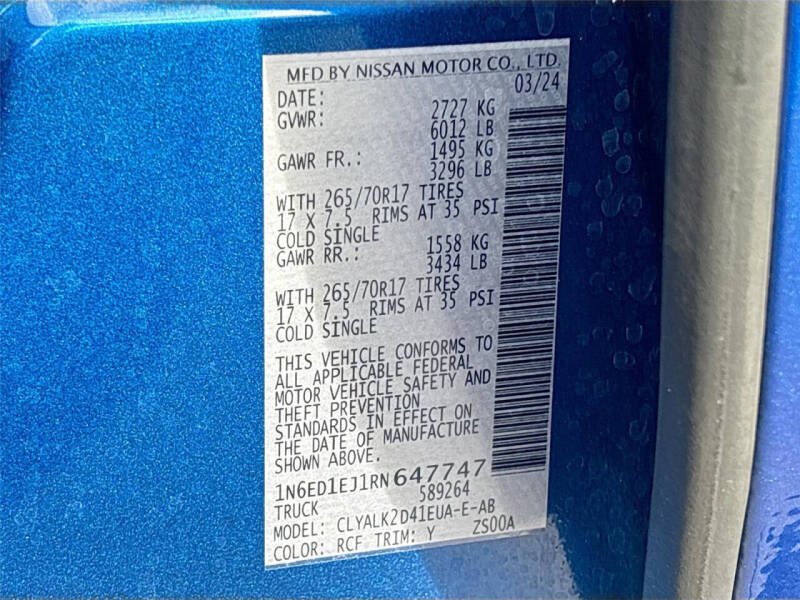 MFD BY NISSAN MOTOR CO., LTD.
DATE: 03/24
GVWR: 2727 KG
6012 LB
GAWR FR.: 1495 KG
3296 LB
WITH 265/70R17 TIRES
17 X 7.5 RIMS AT 35 PSI
COLD SINGLE
GAWR RR.: 1558 KG
3434 LB
WITH 265/70R17 TIRES
17 X 7.5 RIMS AT 35 PSI
COLD SINGLE
THIS VEHICLE CONFORMS TO
ALL APPLICABLE FEDERAL
MOTOR VEHICLE SAFETY AND
THEFT PREVENTION
STANDARDS IN EFFECT ON
THE DATE OF MANUFACTURE
SHOWN ABOVE.
1N6ED1EJ1RN647747
TRUCK 589264
MODEL: CLYALK2D41EUA-E-AB
COLOR: RCF TRIM: Y ZS00A